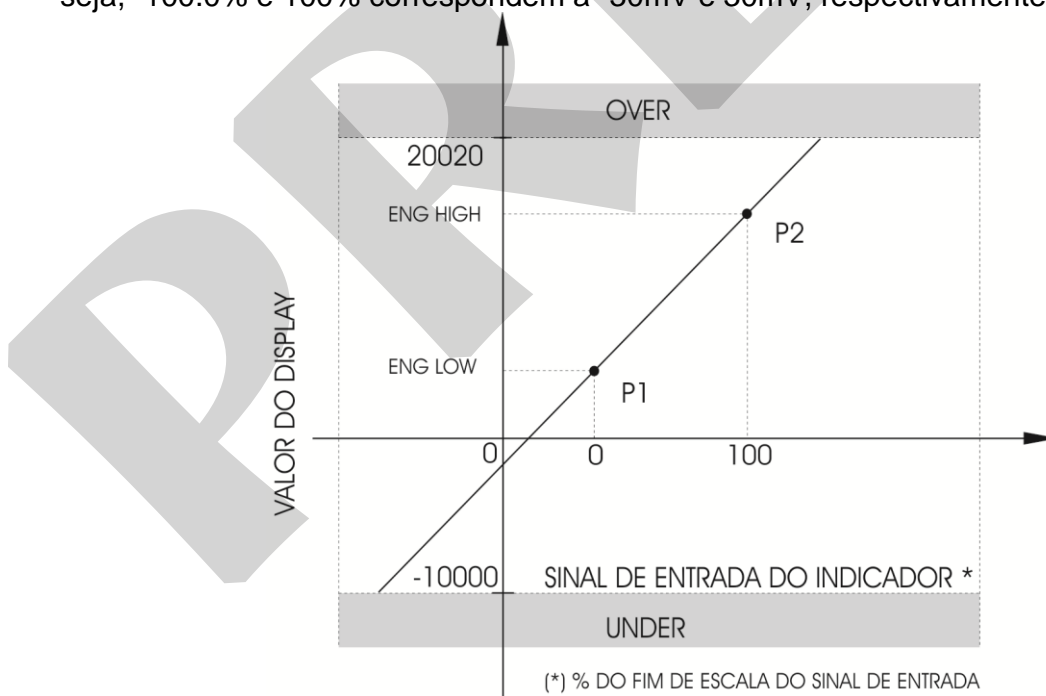 seja, -100.0% e 100% correspondem a -50mV e 50mV, respectivamente
OVER
20020
ENG HIGH
P2
ENG LOW
P1
VALOR DO DISPLAY
0
0
100
-10000
SINAL DE ENTRADA DO INDICADOR *
UNDER
(*) % DO FIM DE ESCALA DO SINAL DE ENTRADA